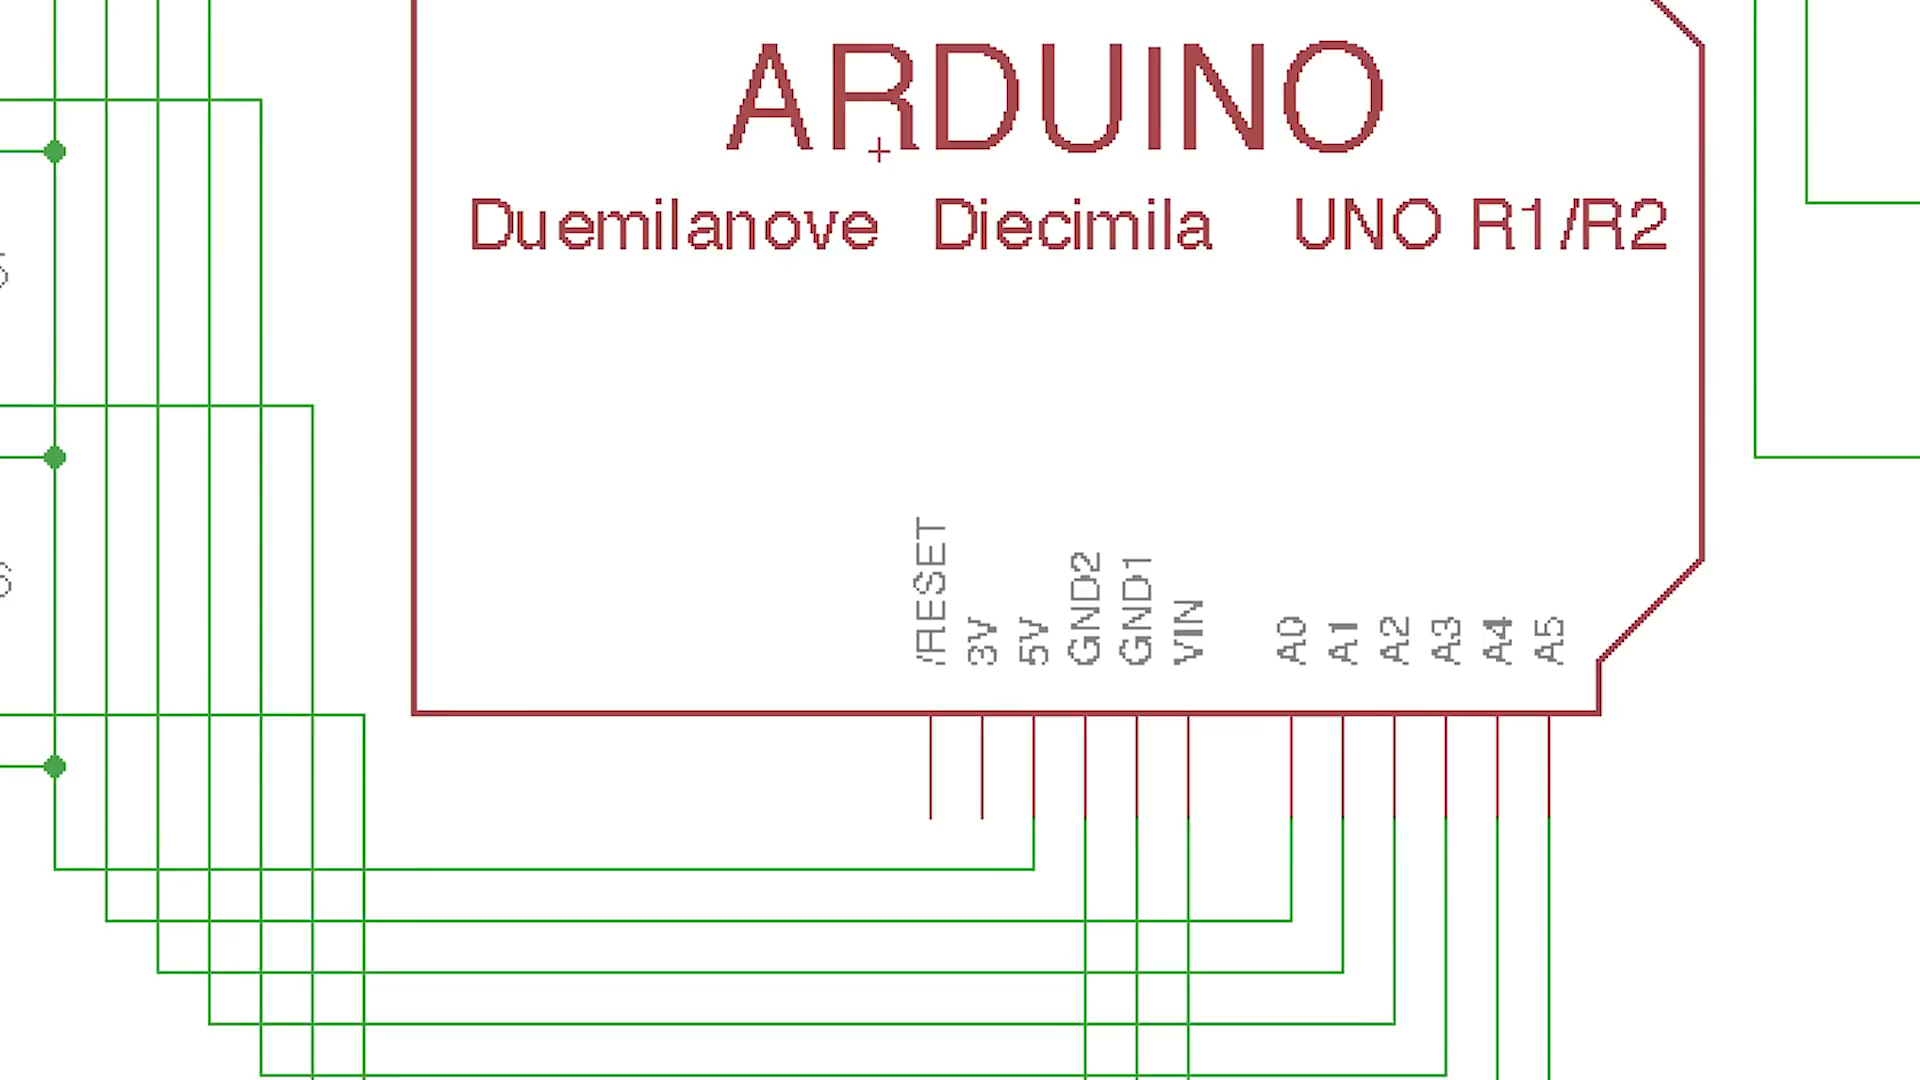 ARDUINO
Duemilanove Diecimila UNO R1/R2
/RESET
3V
5V
GND2
GND1
VIN
A0
A1
A2
A3
A4
A5